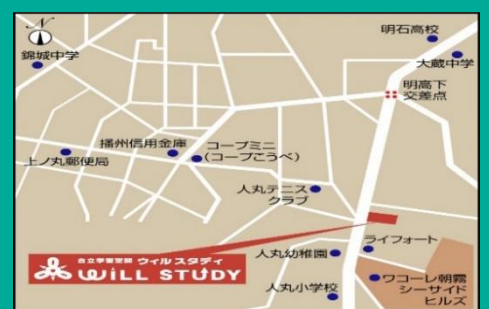 N
明石高校
錦城中学
大蔵中学
明高下
交差点
播州信用金庫
コープミニ
(コープこうべ)
上ノ丸郵便局
人丸テニス
クラブ
ライフォート
自立学習空間 ウィルスタディ
WiLL STUDY
人丸幼稚園
ワコーレ朝霧
シーサイド
ヒルズ
人丸小学校